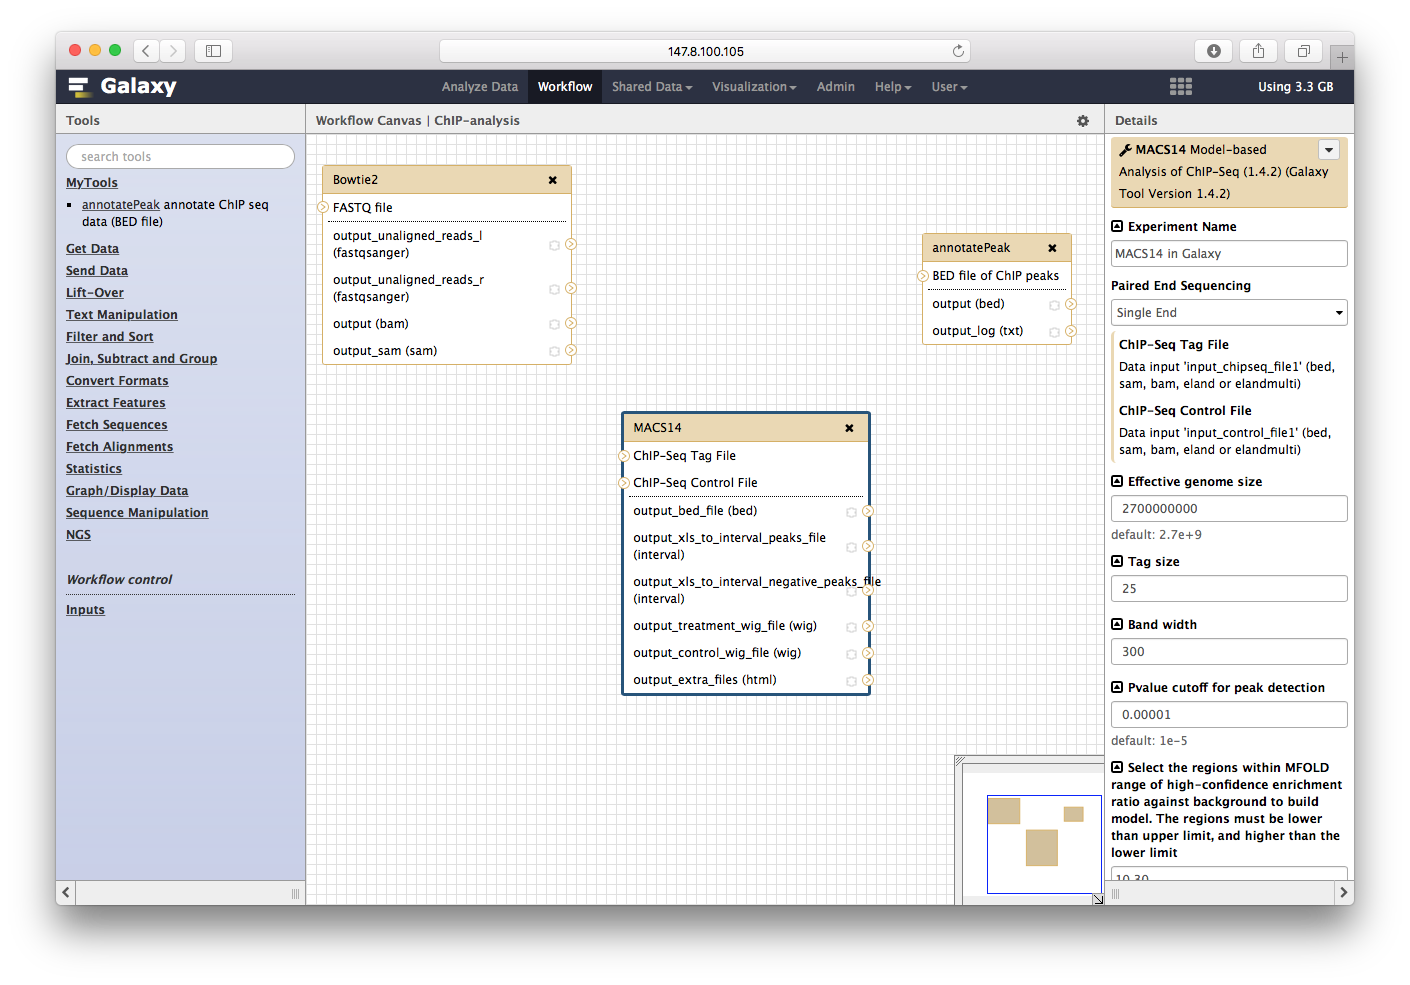 147.8.100.105
Galaxy
Analyze Data
Workflow
Shared Data
Visualization
Admin
Help
User
Using 3.3 GB
Tools
search tools
MyTools
annotatePeak annotate ChIP seq
data (BED file)
Get Data
Send Data
Lift-Over
Text Manipulation
Filter and Sort
Join, Subtract and Group
Convert Formats
Extract Features
Fetch Sequences
Fetch Alignments
Statistics
Graph/Display Data
Sequence Manipulation
NGS
Workflow control
Inputs
Workflow Canvas | ChIP-analysis
Bowtie2
FASTQ file
output_unaligned_reads_l
(fastqsanger)
output_unaligned_reads_r
(fastqsanger)
output (bam)
output_sam (sam)
annotatePeak
BED file of ChIP peaks
output (bed)
output_log (txt)
MACS14
ChIP-Seq Tag File
ChIP-Seq Control File
output_bed_file (bed)
output_xls_to_interval_peaks_file
(interval)
output_xls_to_interval_negative_peaks_file
(interval)
output_treatment_wig_file (wig)
output_control_wig_file (wig)
output_extra_files (html)
Details
MACS14 Model-based
Analysis of ChIP-Seq (1.4.2) (Galaxy
Tool Version 1.4.2)
Experiment Name
MACS14 in Galaxy
Paired End Sequencing
Single End
ChIP-Seq Tag File
Data input 'input_chipseq_file1' (bed,
sam, bam, eland or elandmulti)
ChIP-Seq Control File
Data input 'input_control_file1' (bed,
sam, bam, eland or elandmulti)
Effective genome size
2700000000
default: 2.7e+9
Tag size
25
Band width
300
Pvalue cutoff for peak detection
0.00001
default: 1e-5
Select the regions within MFOLD
range of high-confidence enrichment
ratio against background to build
model. The regions must be lower
than upper limit, and higher than the
lower limit
10,30